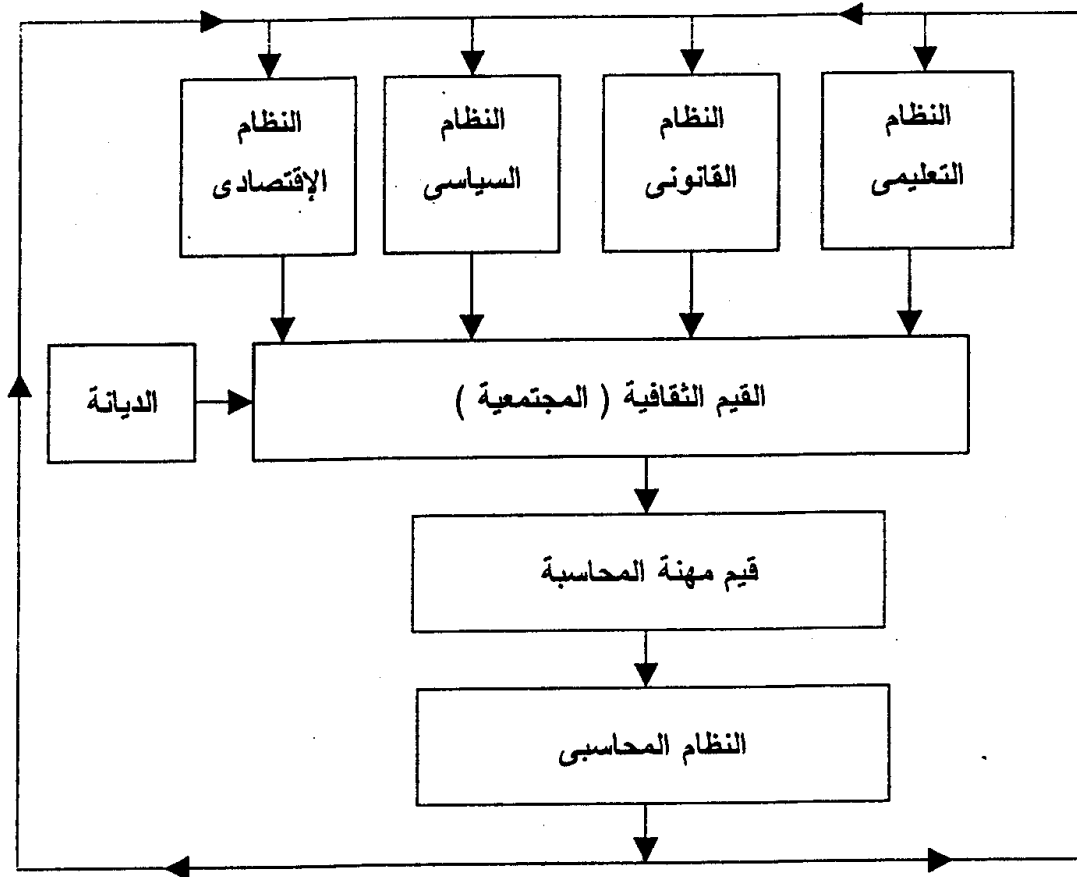 النظام
التعليمى
النظام
القانونى
النظام
السياسى
النظام
الإقتصادى
القيم الثقافية ( المجتمعية )
الديانة
قيم مهنة المحاسبة
النظام المحاسبى